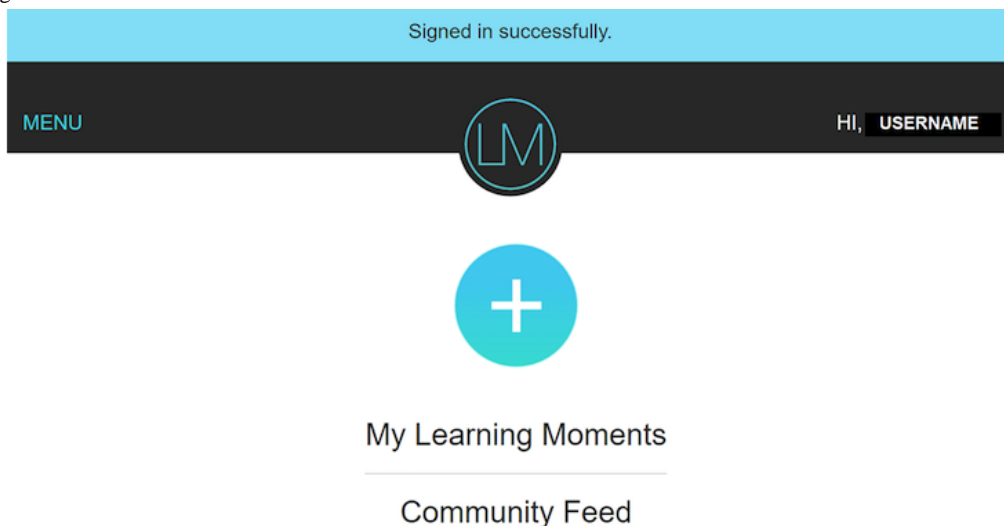 Signed in successfully.
MENU
LM
HI, USERNAME
+
My Learning Moments
Community Feed